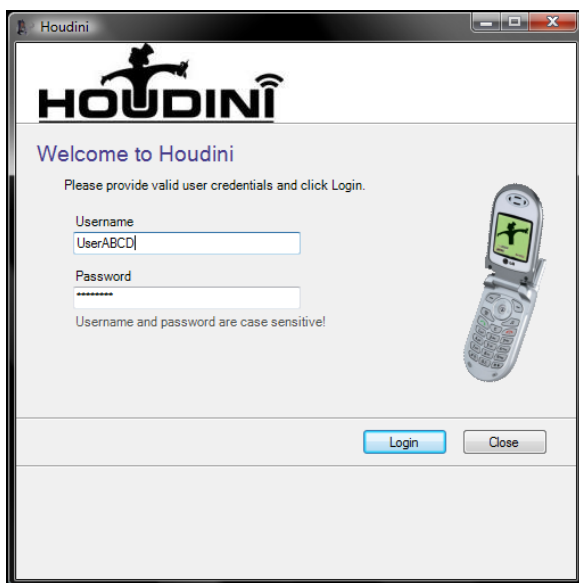 Houdini
HOUDINI
Welcome to Houdini
Please provide valid user credentials and click Login.
Username
UserABCD
Password
********
Username and password are case sensitive!
Login
Close